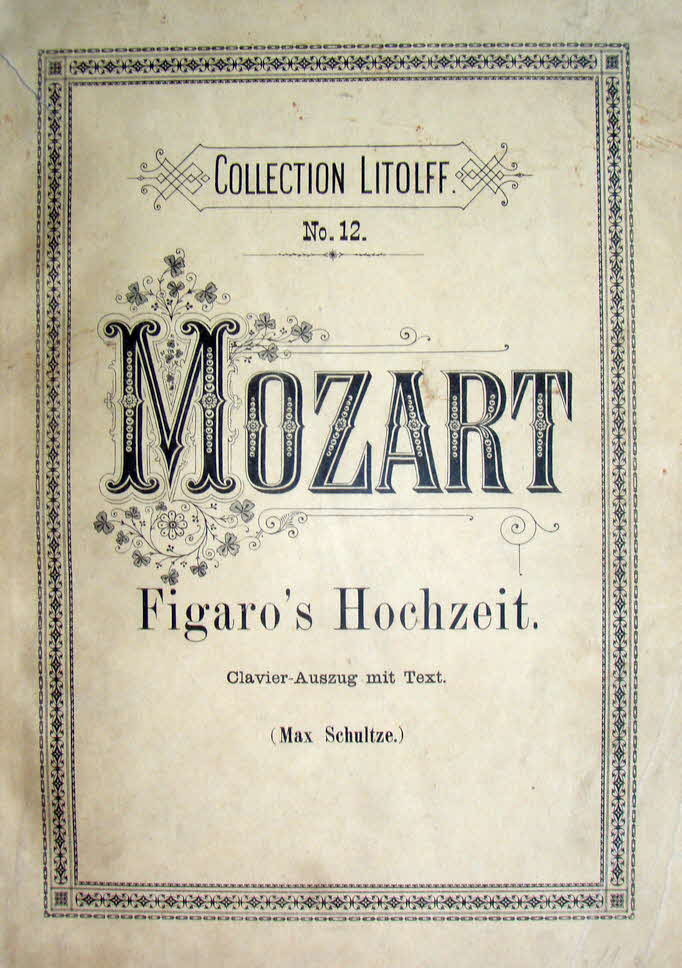 COLLECTION LITOLFF.
No. 12.
MOZART
Figaro's Hochzeit.
Clavier-Auszug mit Text.
(Max Schultze.)